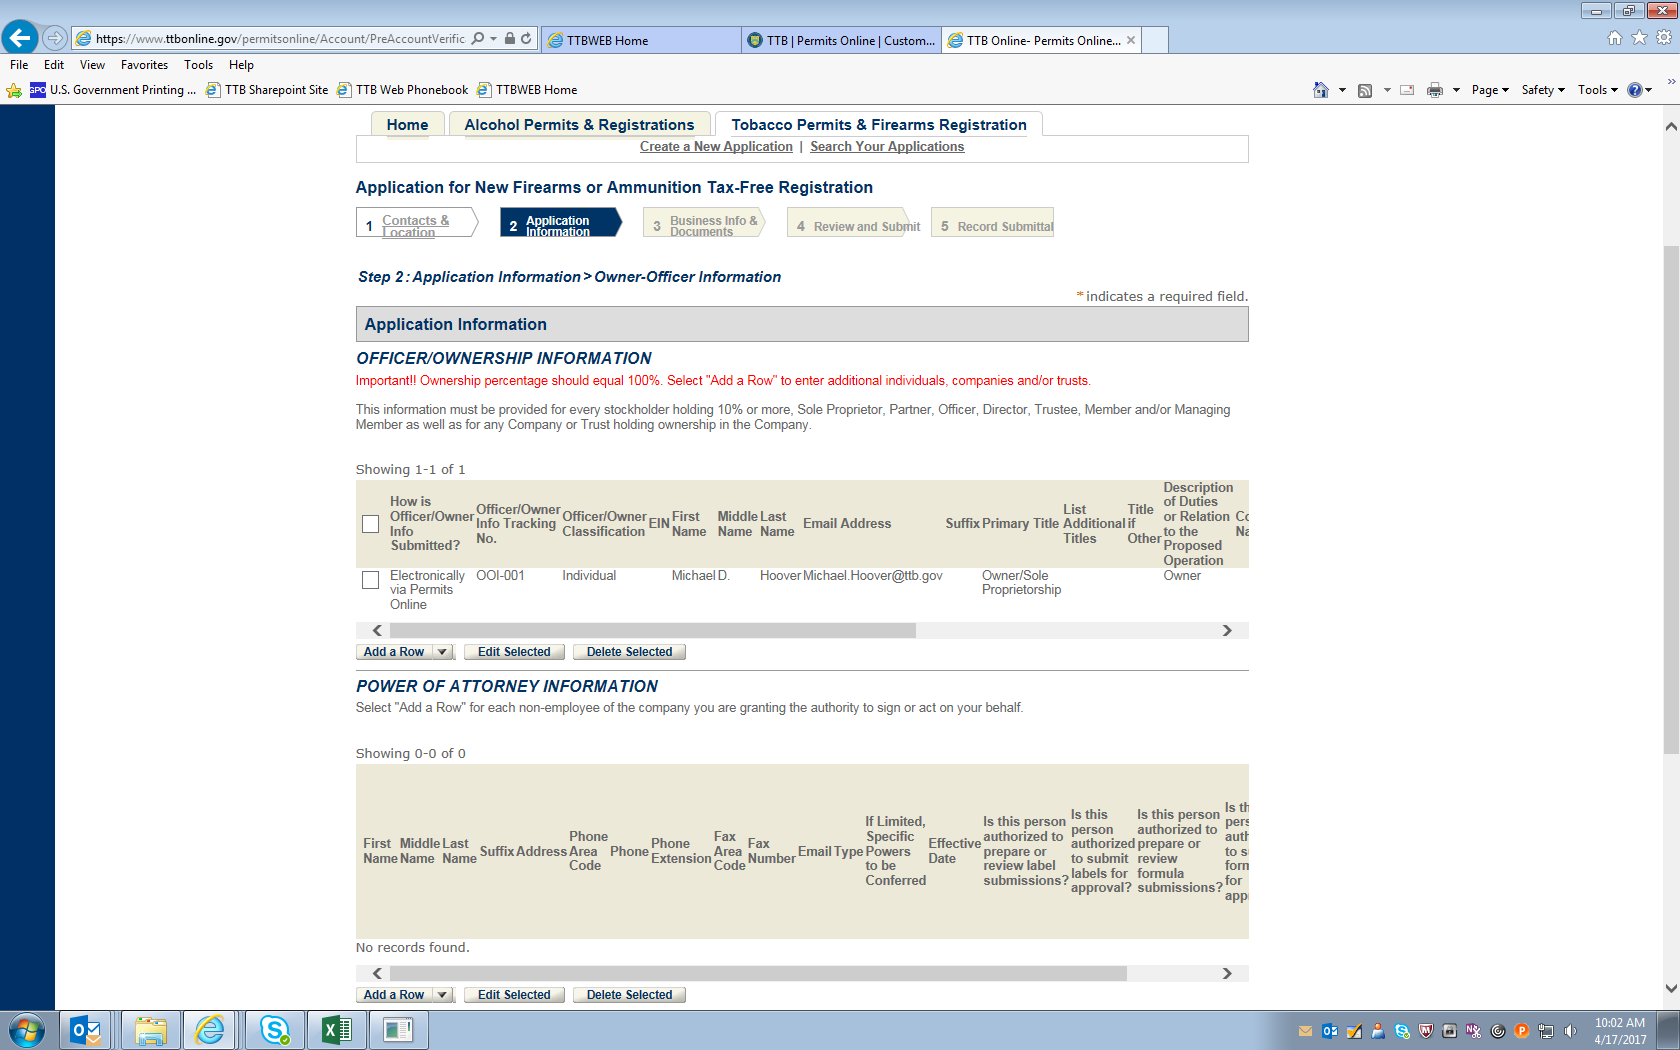 https://www.ttbonline.gov/permitsonline/Account/PreAccountVerific
TTBWEB Home
TTB | Permits Online | Custom...
TTB Online- Permits Online...
File Edit View Favorites Tools Help
GPO U.S. Government Printing ... TTB Sharepoint Site TTB Web Phonebook TTBWEB Home
Page Safety Tools
Home Alcohol Permits & Registrations Tobacco Permits & Firearms Registration
Create a New Application | Search Your Applications
Application for New Firearms or Ammunition Tax-Free Registration
1 Contacts & Location
2 Application Information
3 Business Info & Documents
4 Review and Submit
5 Record Submittal
Step 2: Application Information > Owner-Officer Information
* indicates a required field.
Application Information
OFFICER/OWNERSHIP INFORMATION
Important!! Ownership percentage should equal 100%. Select "Add a Row" to enter additional individuals, companies and/or trusts.
This information must be provided for every stockholder holding 10% or more, Sole Proprietor, Partner, Officer, Director, Trustee, Member and/or Managing
Member as well as for any Company or Trust holding ownership in the Company.
Showing 1-1 of 1
How is Officer/Owner Info Submitted?
Officer/Owner Info Tracking No.
Officer/Owner Classification
EIN
First Name
Middle Name
Last Name
Email Address
Suffix
Primary Title
List Additional Titles
Title if Other
Description of Duties or Relation to the Proposed Operation
Co
Na
Electronically via Permits Online
OOI-001
Individual
Michael
D.
Hoover
Michael.Hoover@ttb.gov
Owner/Sole Proprietorship
Owner
Add a Row Edit Selected Delete Selected
POWER OF ATTORNEY INFORMATION
Select "Add a Row" for each non-employee of the company you are granting the authority to sign or act on your behalf.
Showing 0-0 of 0
First Name
Middle Name
Last Name
Suffix
Address
Phone Area Code
Phone
Phone Extension
Fax Area Code
Fax Number
Email
Type
If Limited, Specific Powers to be Conferred
Effective Date
Is this person authorized to prepare or review label submissions?
Is this person authorized to submit labels for approval?
Is this person authorized to prepare or review formula submissions?
Is th
pers
auth
to su
form
for
app
No records found.
Add a Row Edit Selected Delete Selected
10:02 AM
4/17/2017